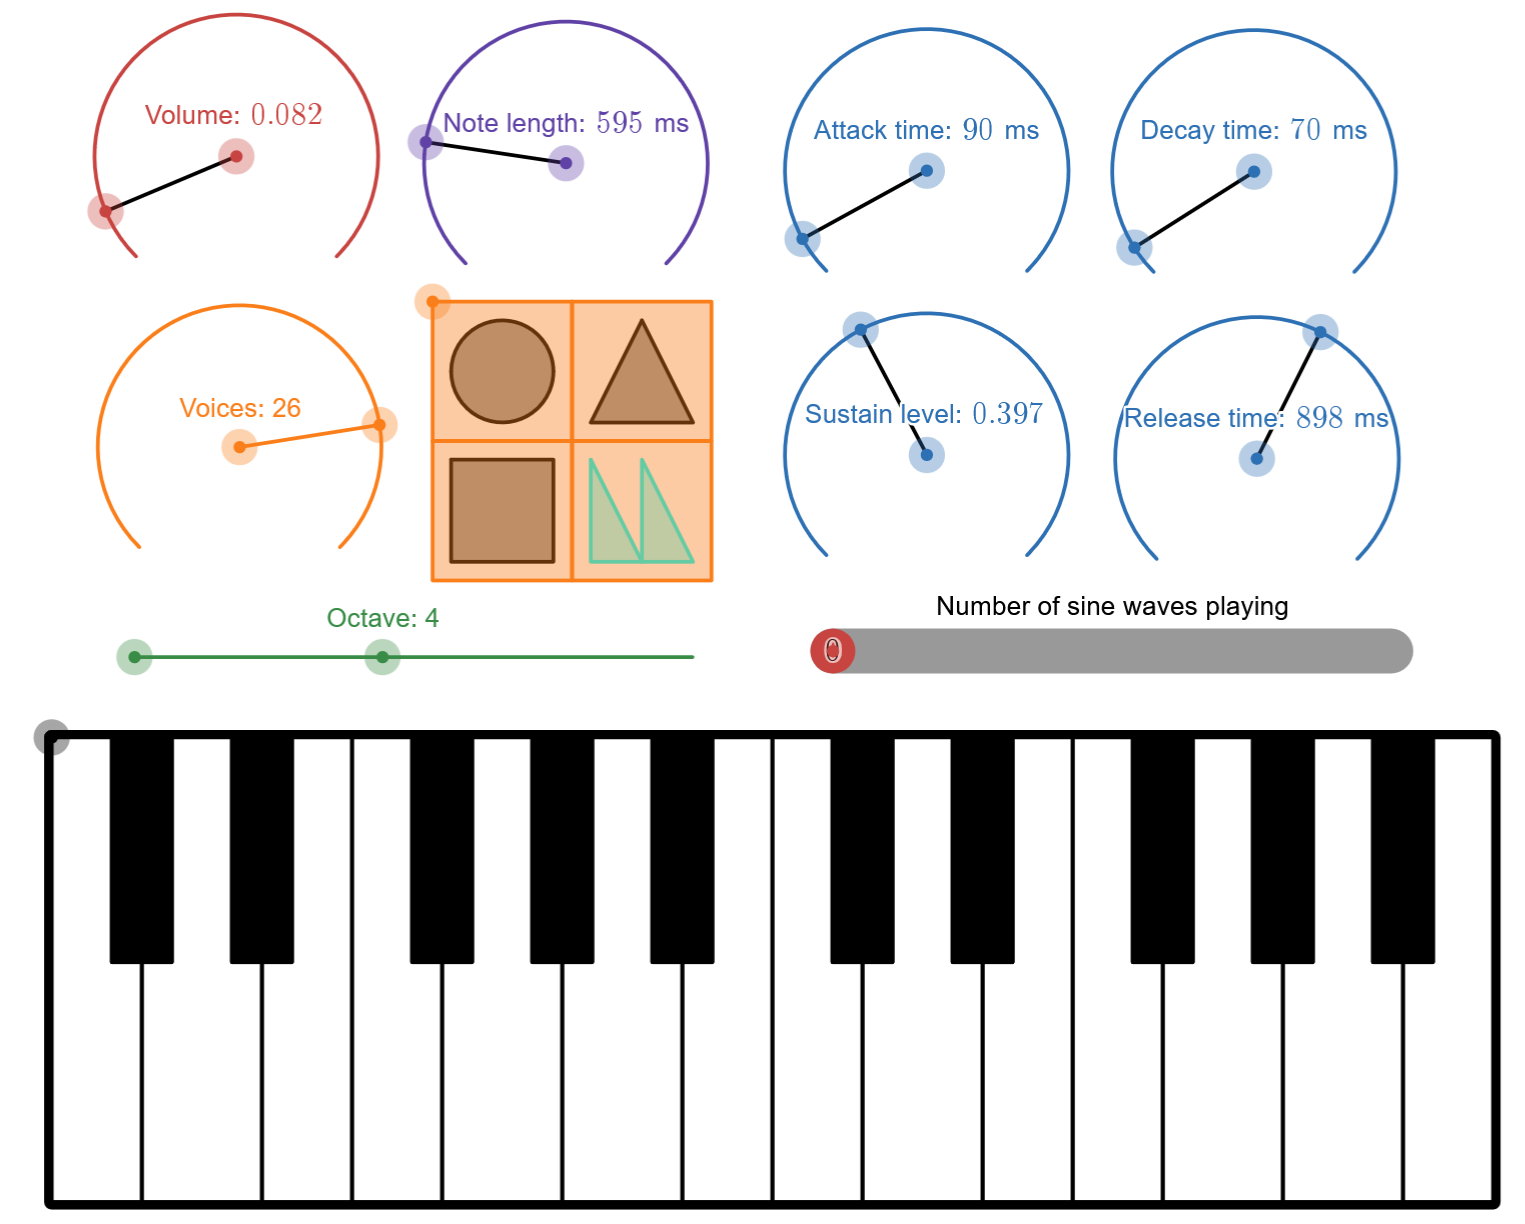 Volume: 0.082
Note length: 595 ms
Attack time: 90 ms
Decay time: 70 ms
Voices: 26
Sustain level: 0.397
Release time: 898 ms
Octave: 4
Number of sine waves playing
0